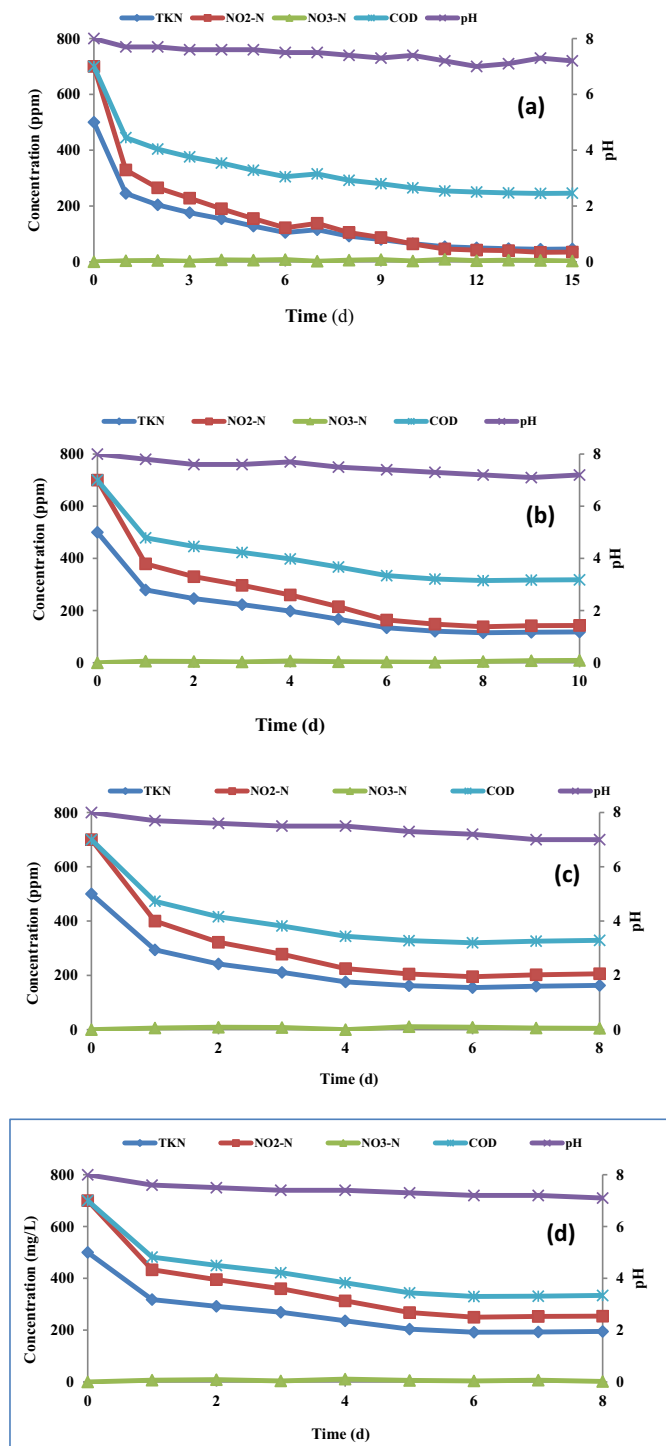 TKN NO2-N NO3-N COD pH
Concentration (ppm)
800
600
400
200
0
8
6
4
2
0
pH
(a)
0 3 6 9 12 15
Time (d)
TKN NO2-N NO3-N COD pH
Concentration (ppm)
800
600
400
200
0
8
6
4
2
0
pH
(b)
0 2 4 6 8 10
Time (d)
TKN NO2-N NO3-N COD pH
Concentration (ppm)
800
600
400
200
0
8
6
4
2
0
pH
(c)
0 2 4 6 8
Time (d)
TKN NO2-N NO3-N COD pH
Concentration (mg/L)
800
600
400
200
0
8
6
4
2
0
pH
(d)
0 2 4 6 8
Time (d)